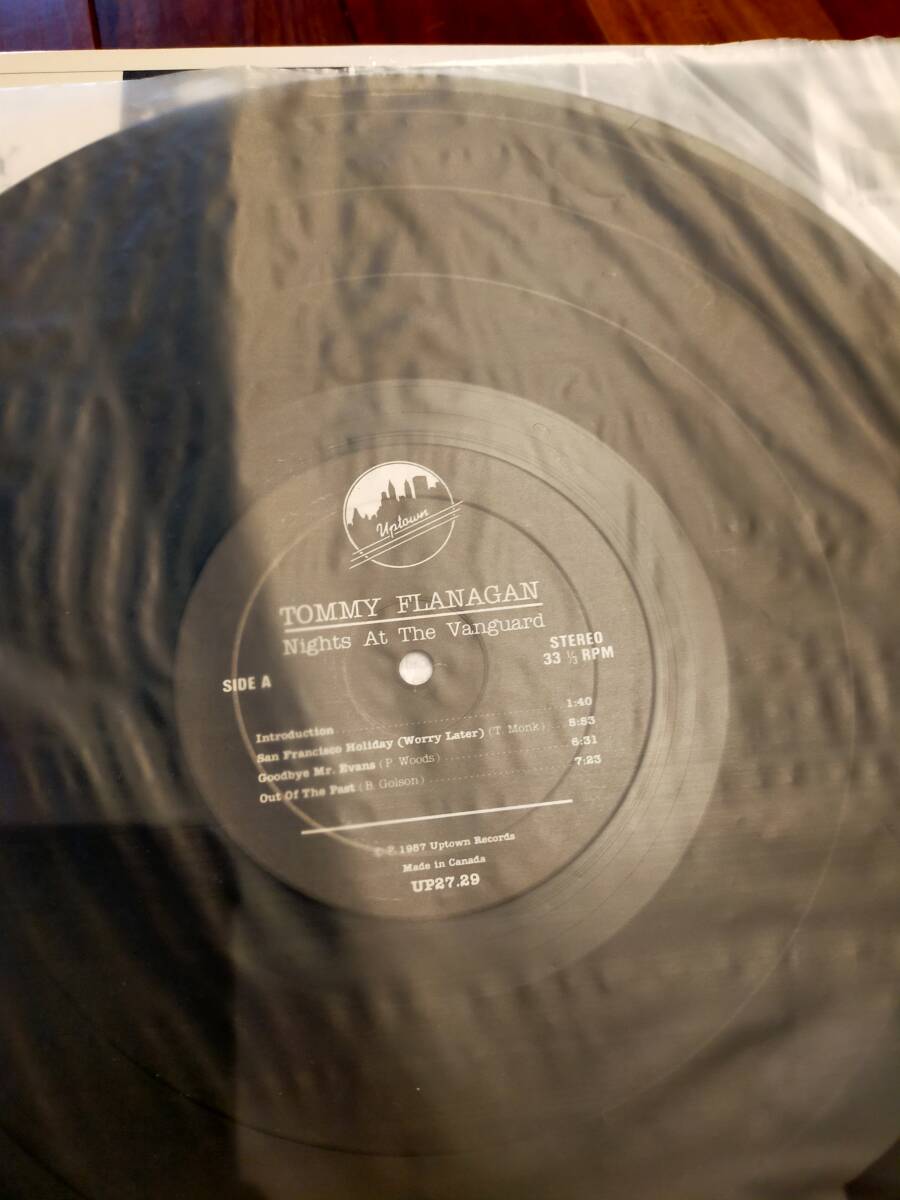 Uptown
TOMMY FLANAGAN
Nights At The Vanguard
STEREO
33 ⅓ RPM
SIDE A
Introduction ........ 1:40
San Francisco Holiday (Worry Later) (T. Monk) .. 5:53
Goodbye Mr. Evans (P. Woods) ........ 6:31
Out Of The Past (B. Golson) ........ 7:23
© ℗ 1987 Uptown Records
Made in Canada
UP27.29